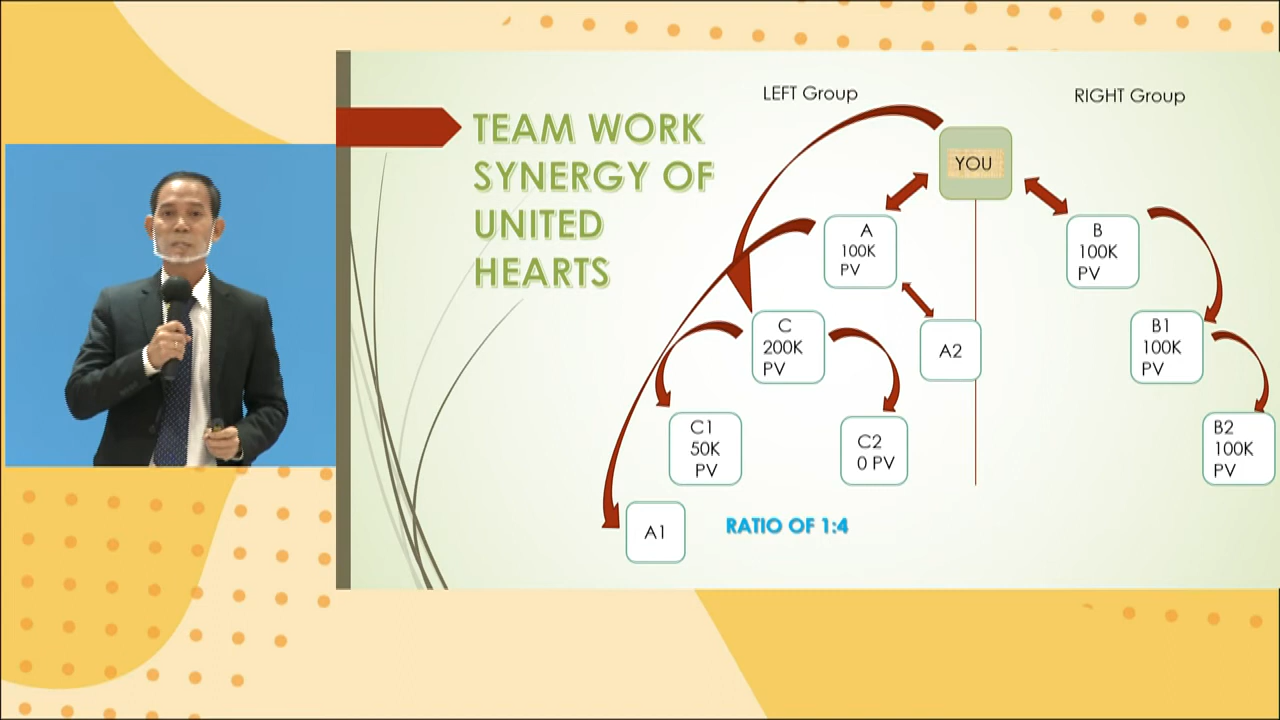 LEFT Group
RIGHT Group
TEAM WORK
SYNERGY OF
UNITED
HEARTS
YOU
A
100K
PV
B
100K
PV
C
200K
PV
A2
B1
100K
PV
C1
50K
PV
C2
0 PV
B2
100K
PV
A1
RATIO OF 1:4